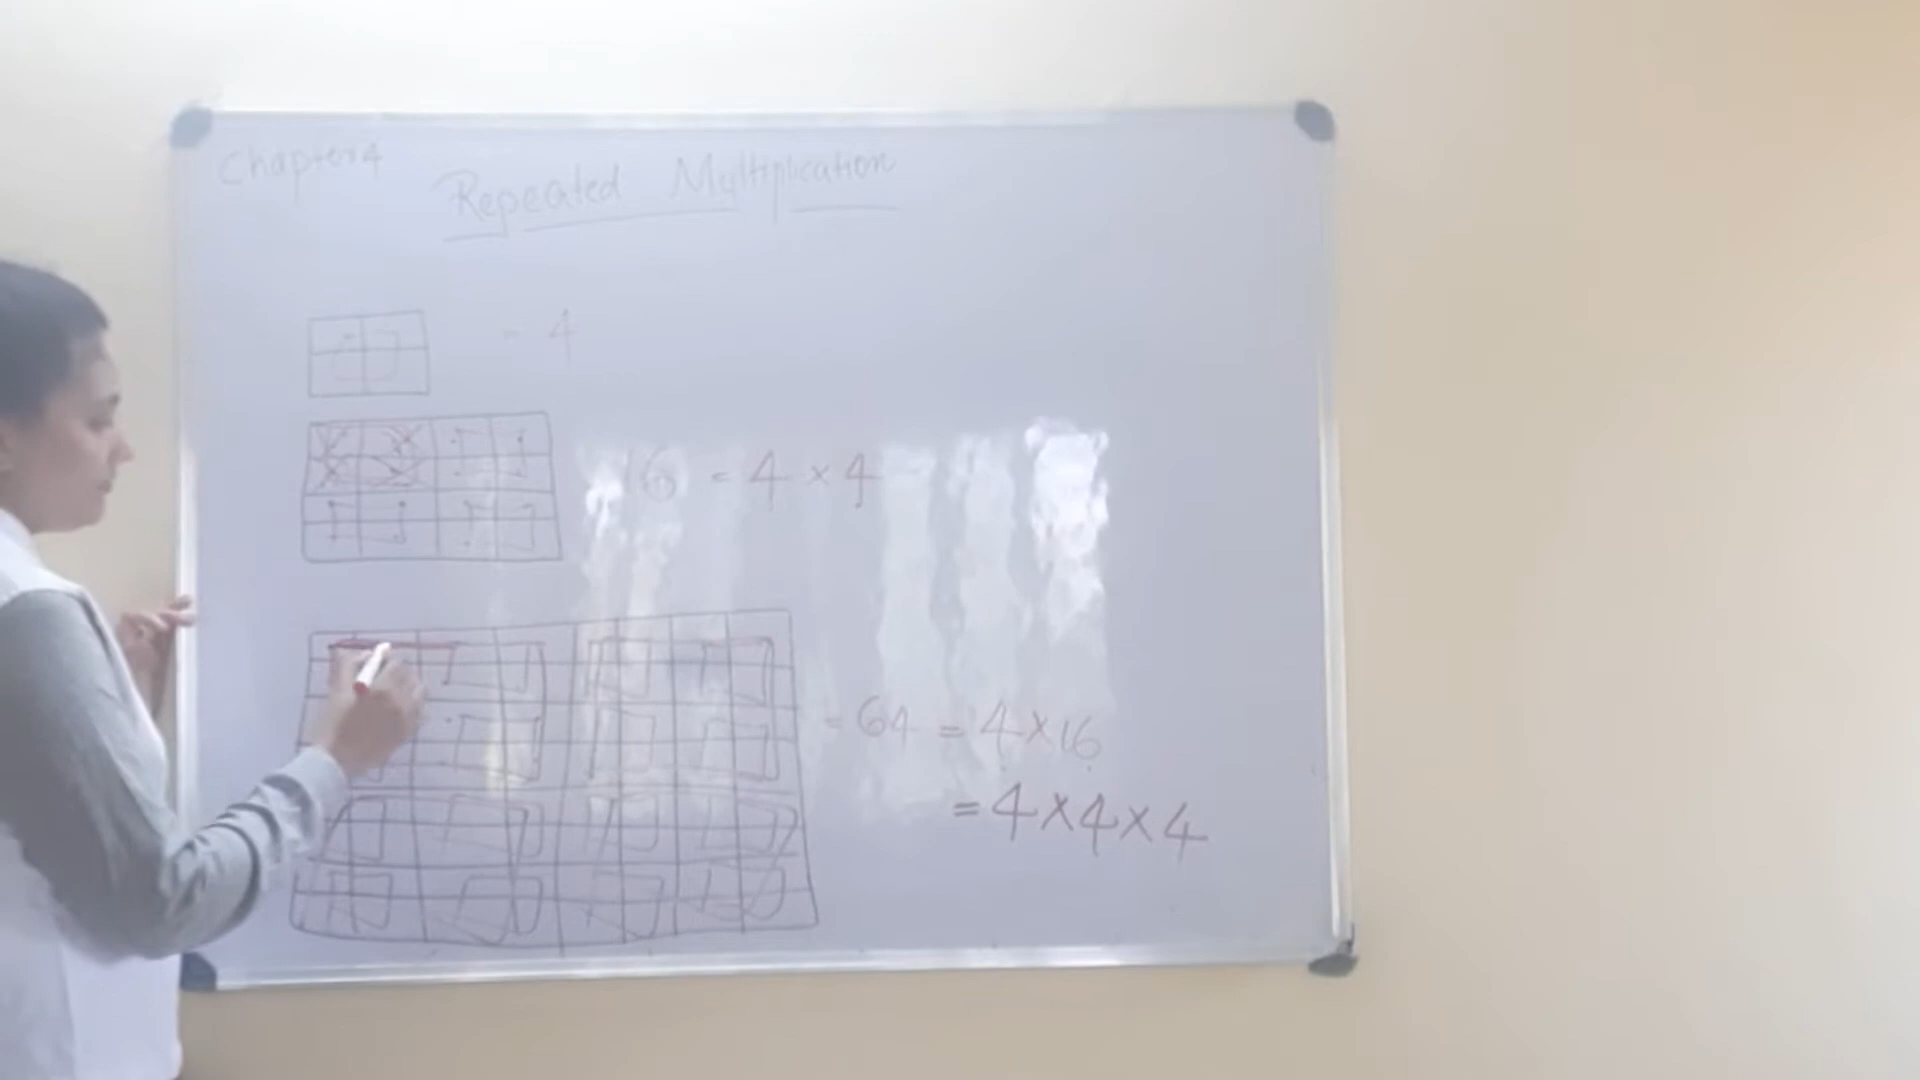 Chapter 4
Repeated Multiplication
= 4
16 = 4 × 4
= 64 = 4 × 16
= 4 × 4 × 4